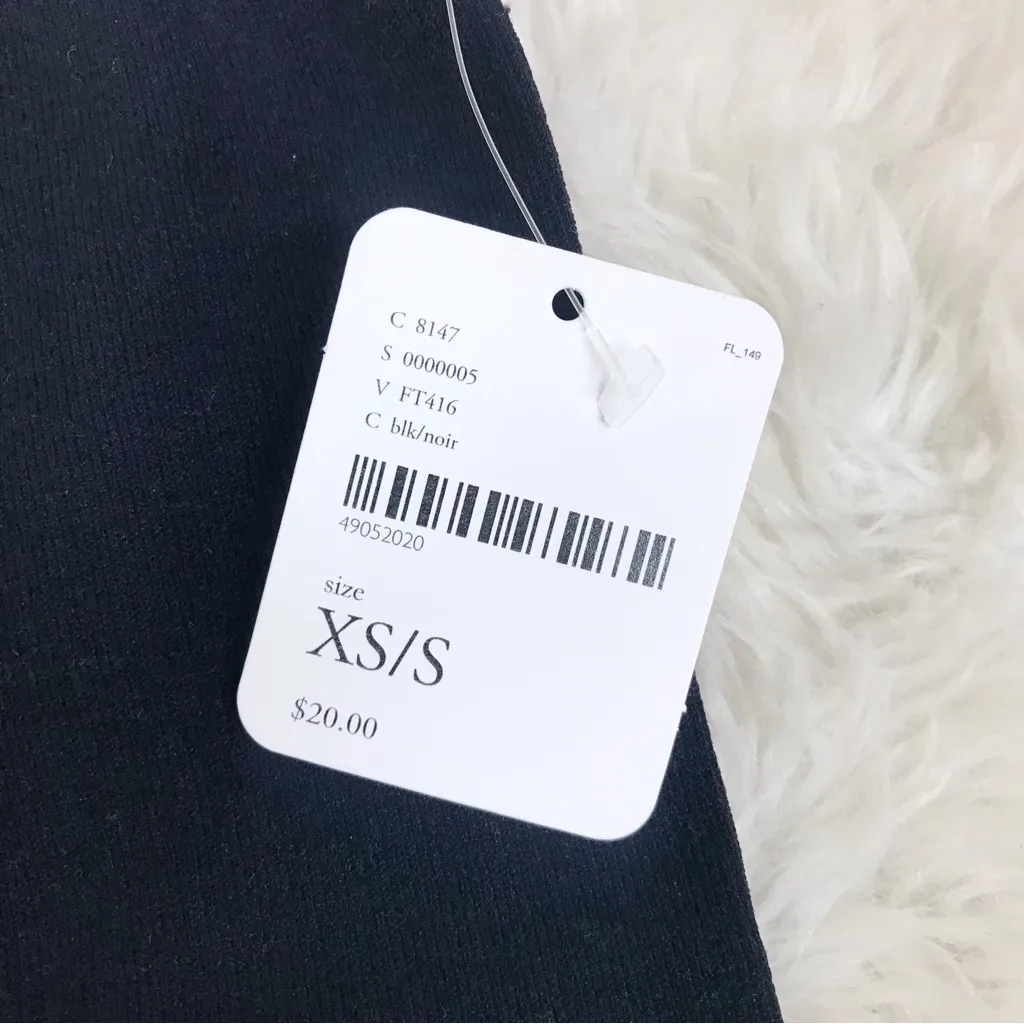 FL_149
C 8147
S 0000005
V FT416
C blk/noir
49052020
size
XS/S
$20.00